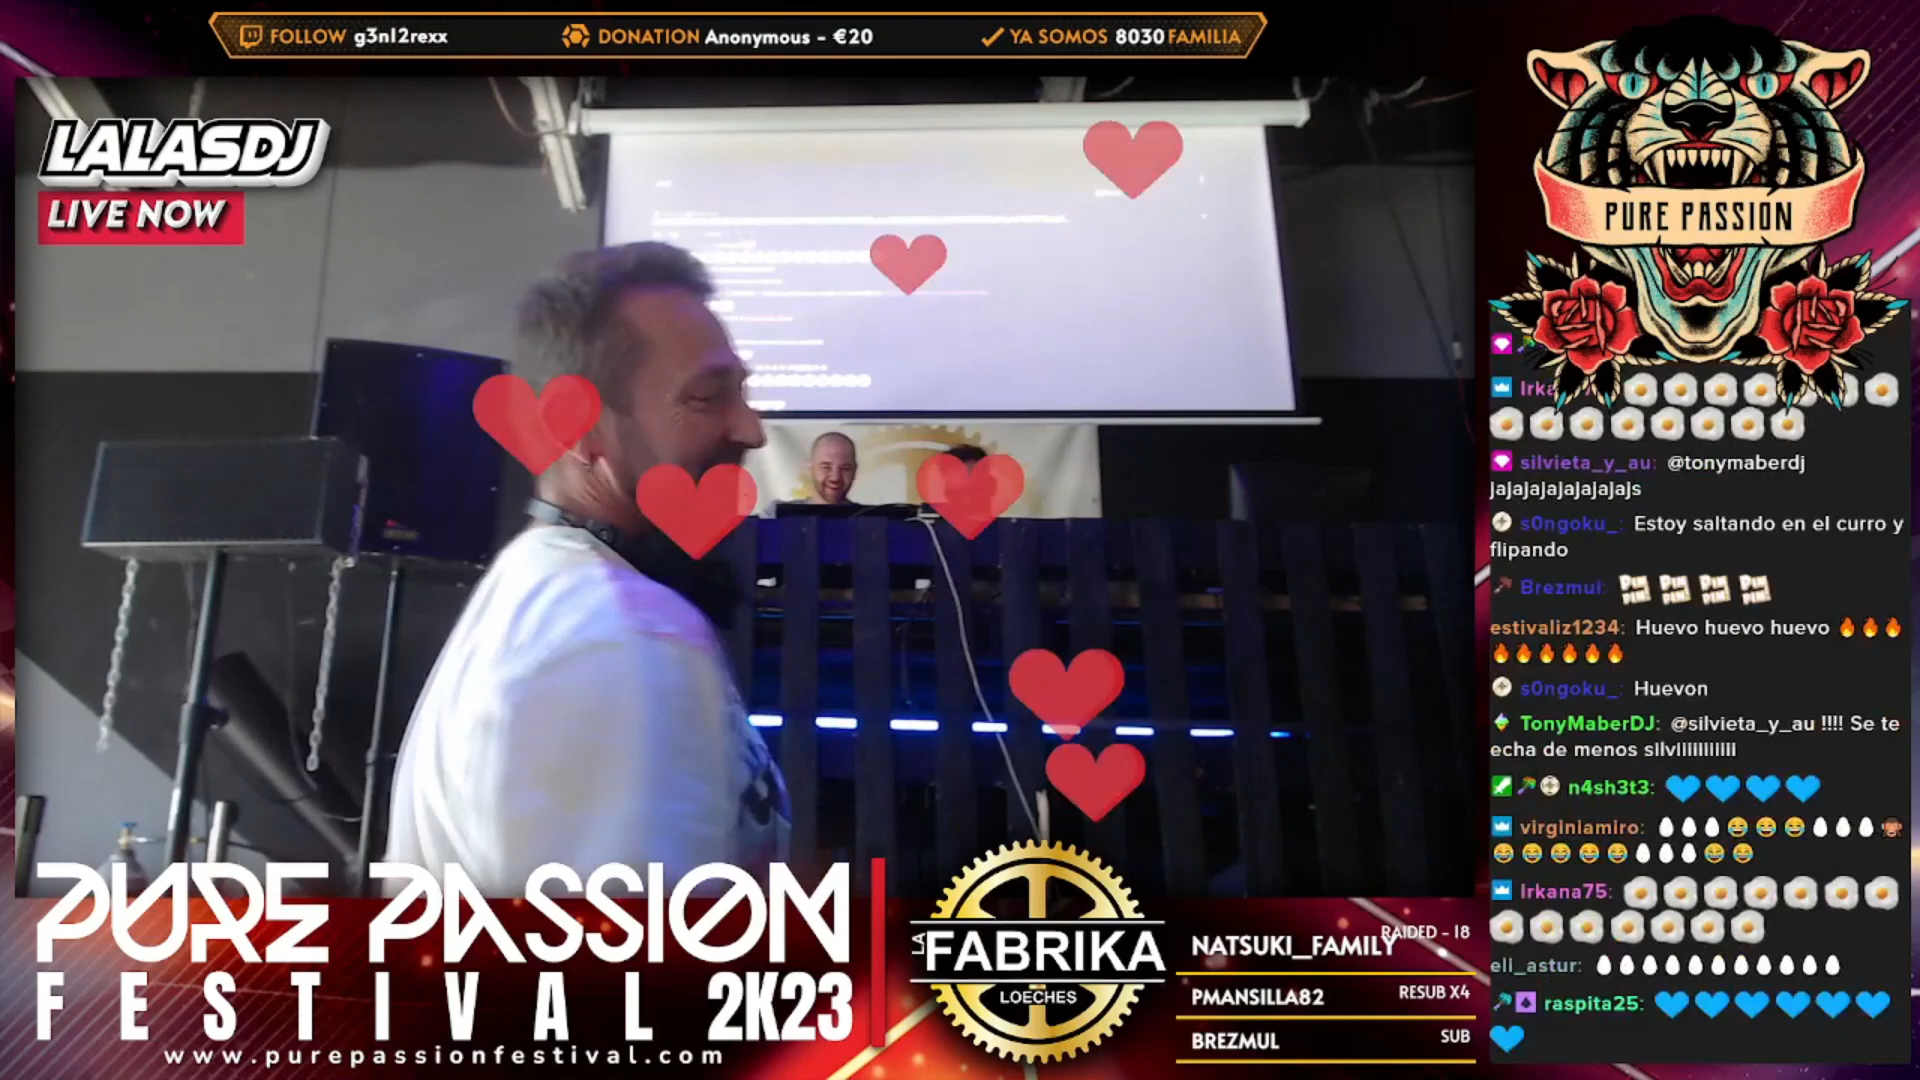 FOLLOW g3nl2rexx
DONATION Anonymous - €20
YA SOMOS 8030 FAMILIA
LALASDJ
LIVE NOW
PURE PASSION
silvieta_y_au: @tonymaberdj
jajajajajajajajajs
s0ngoku_: Estoy saltando en el curro y
flipando
Brezmul:
estivaliz1234: Huevo huevo huevo 🔥🔥🔥
🔥🔥🔥🔥🔥🔥
s0ngoku_: Huevon
TonyMaberDJ: @silvieta_y_au !!!! Se te
n4sh3t3: 💙💙💙💙
virginiamiro:
Irkana75:
ell_astur:
raspita25: 💙💙💙💙💙💙
💙
echa de menos
PURE PASSION
FESTIVAL 2K23
www.purepassionfestival.com
LA FABRIKA
LOECHES
NATSUKI_FAMILY RAIDED - 18
PMANSILLA82 RESUB X4
BREZMUL SUB